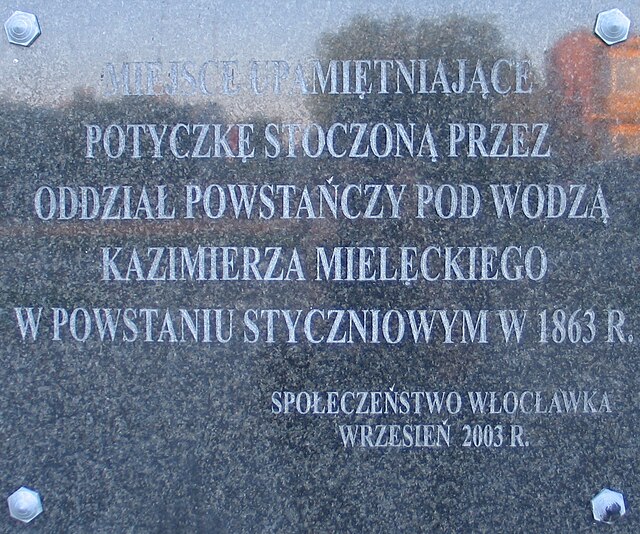 MIEJSCE UPAMIĘTNIAJĄCE
POTYCZKĘ STOCZONĄ PRZEZ
ODDZIAŁ POWSTAŃCZY POD WODZĄ
KAZIMIERZA MIELĘCKIEGO
W POWSTANIU STYCZNIOWYM W 1863 R.
SPOŁECZEŃSTWO WŁOCŁAWKA
WRZESIEŃ 2003 R.